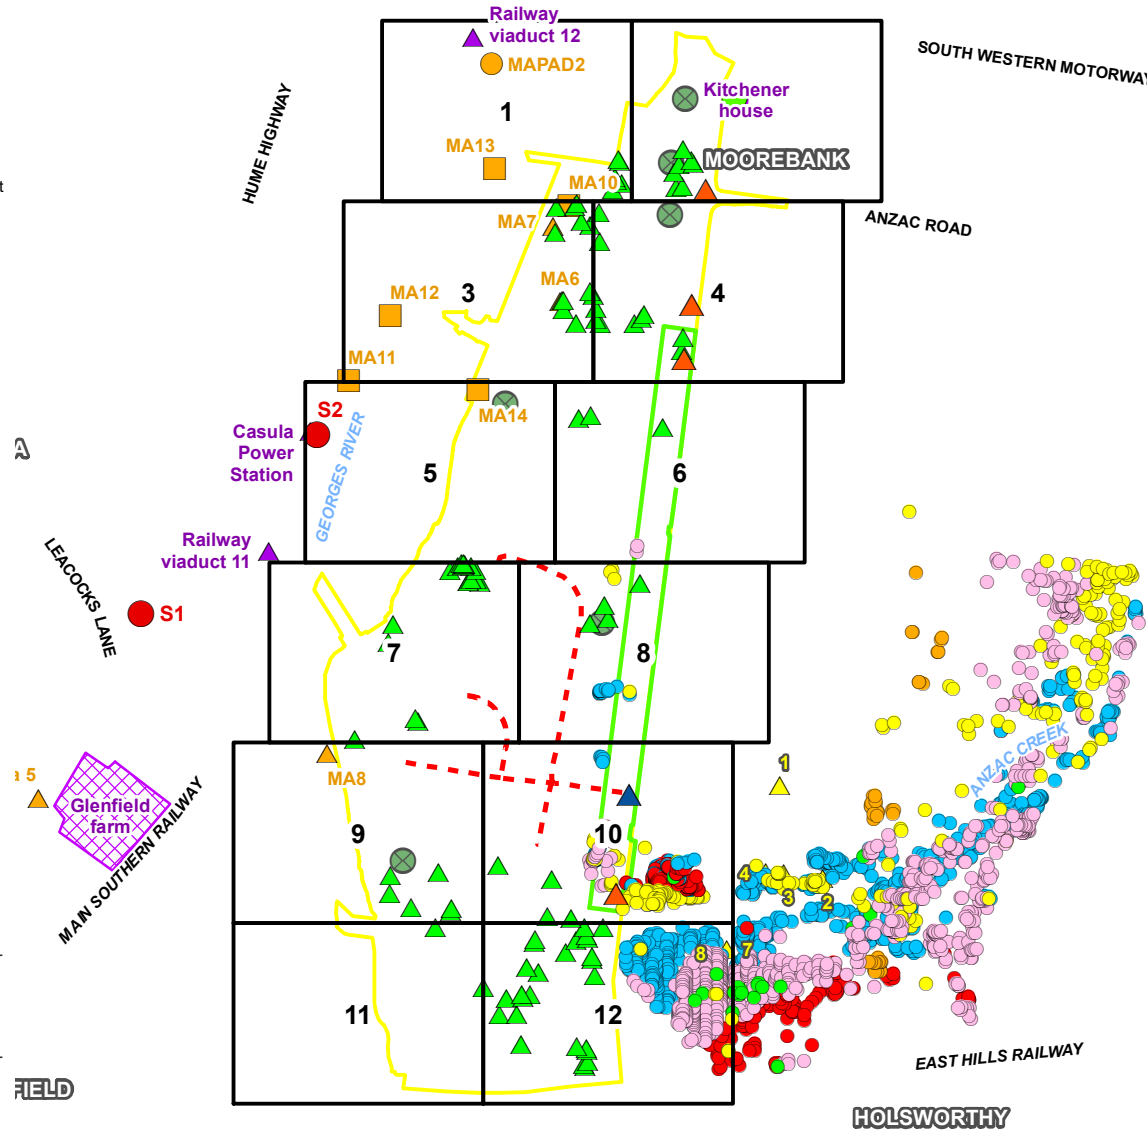 Railway
viaduct 12
MAPAD2
SOUTH WESTERN MOTORWAY
HUME HIGHWAY
1
Kitchener
house
MA13
MOOREBANK
t
MA10
MA7
ANZAC ROAD
MA6
MA12
3
4
MA11
S2
MA14
Casula
Power
Station
GEORGES RIVER
A
5
6
Railway
viaduct 11
LEACOCKS LANE
S1
7
8
ANZAC CREEK
MA8
1
a 5
Glenfield
farm
MAIN SOUTHERN RAILWAY
9
10
4
3
2
8
7
11
12
EAST HILLS RAILWAY
FIELD
HOLSWORTHY